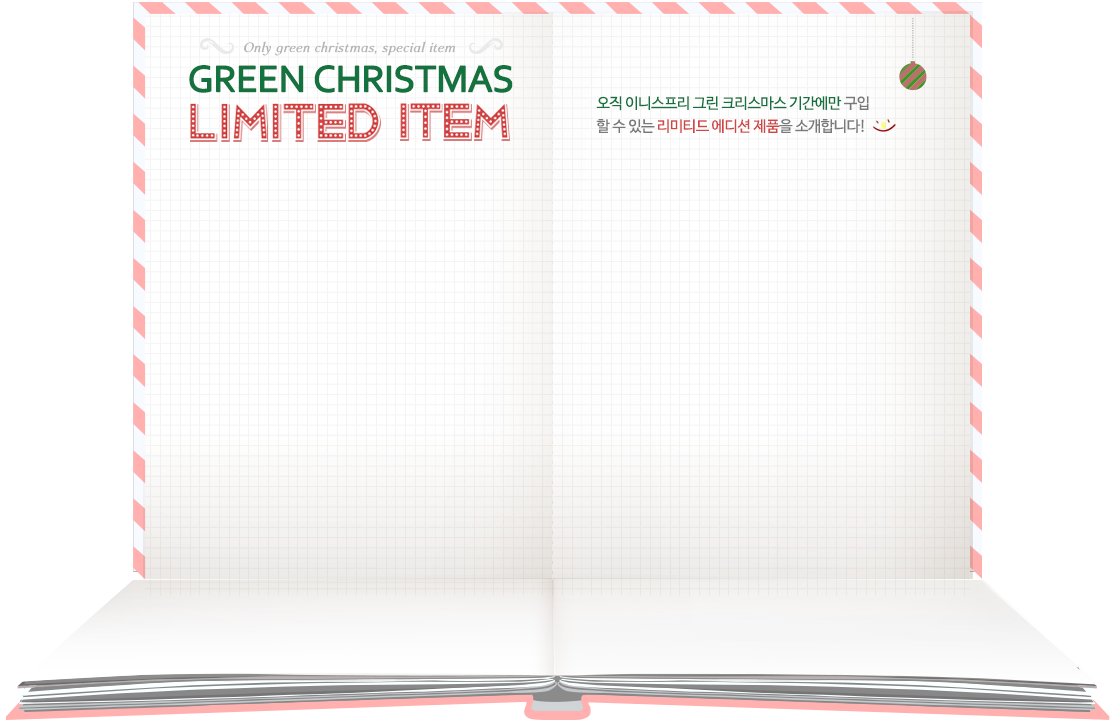 Only green christmas, special item
GREEN CHRISTMAS
LIMITED ITEM
오직 이니스프리 그린 크리스마스 기간에만 구입
할 수 있는 리미티드 에디션 제품을 소개합니다!